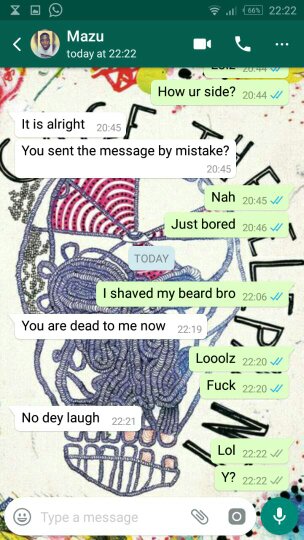 66%
22:22
Mazu
today at 22:22
20:44
How ur side? 20:44
It is alright 20:45
You sent the message by mistake?
20:45
Nah 20:45
Just bored 20:46
TODAY
I shaved my beard bro 22:06
You are dead to me now 22:19
Looolz 22:20
Fuck 22:20
No dey laugh 22:21
Lol 22:22
Y? 22:22
Type a message